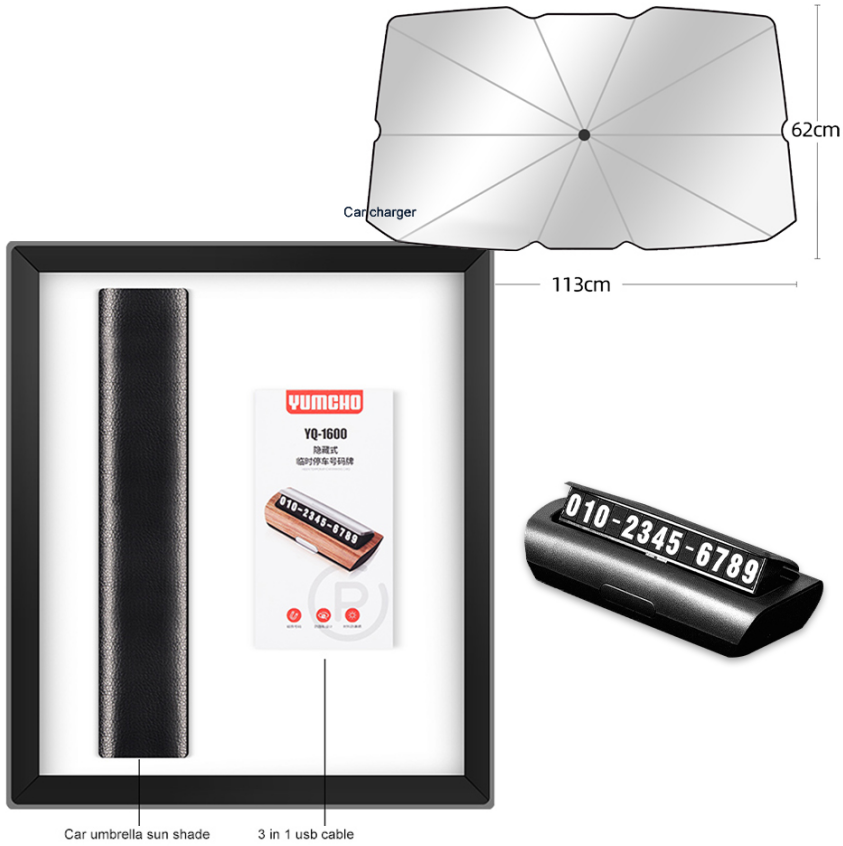 62cm
Car charger
113cm
YUMCHO
YQ-1600
隐藏式
临时停车号码牌
010-2345-6789
R
010-2345-6789
Car umbrella sun shade
3 in 1 usb cable